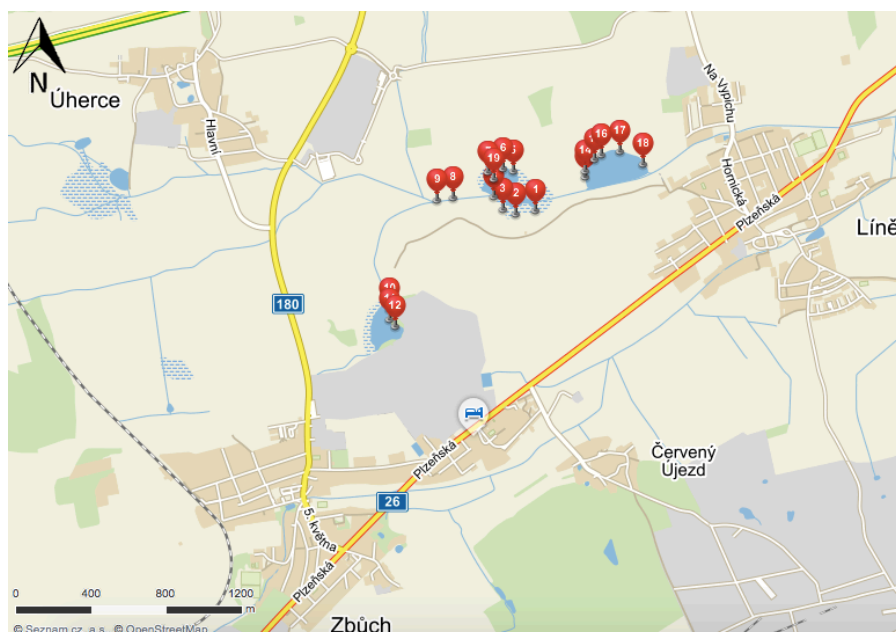 N
Úherce
Hlavní
Na Vypichu
Hornická
Plzeňská
Líně
6
5
19
9
8
3
2
1
16
17
14
18
10
12
180
Plzeňská
Červený
Újezd
26
5. května
Plzeňská
Zbůch
0 400 800 1200
m
© Seznam.cz, a.s., © OpenStreetMap